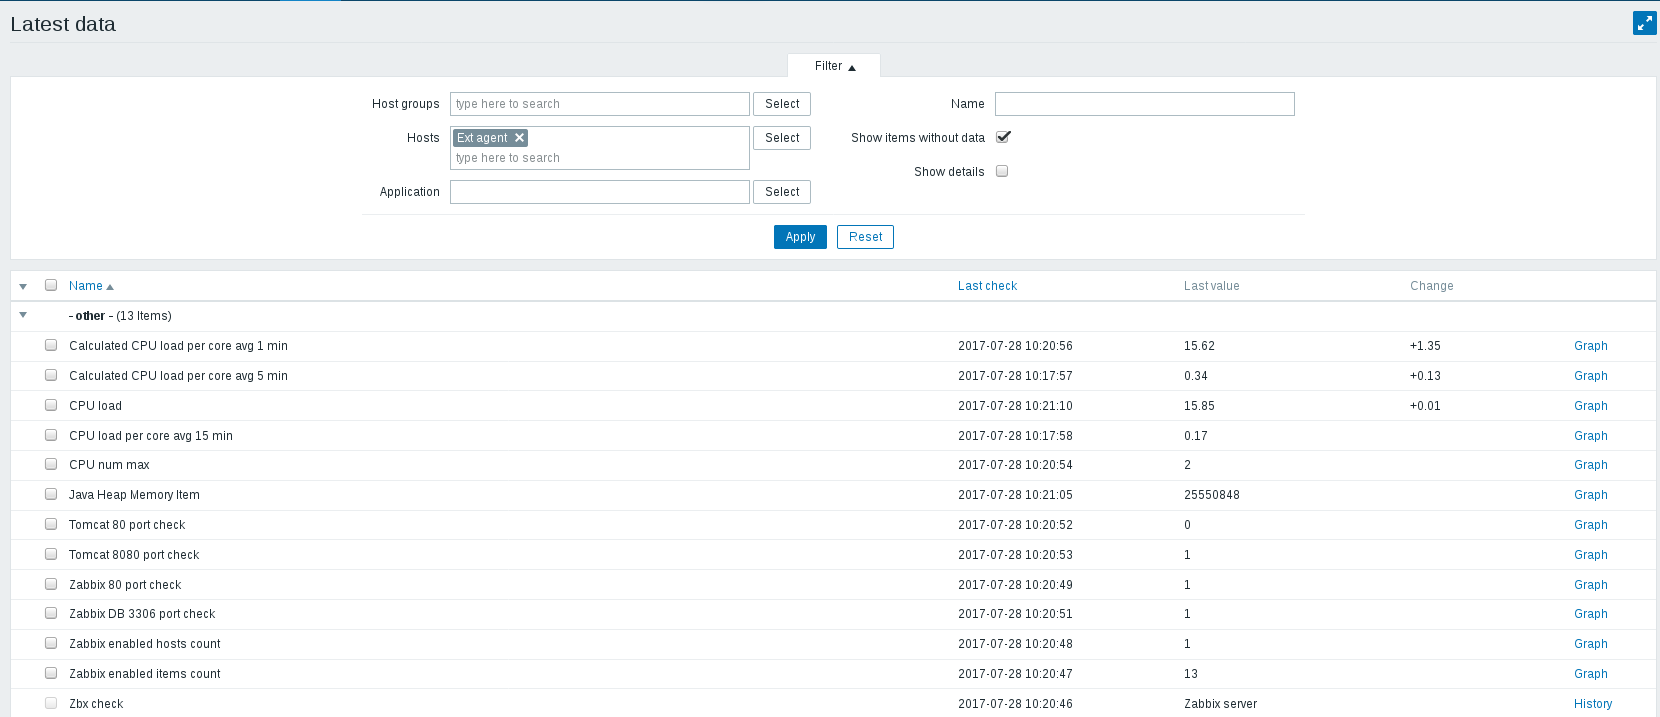 Latest data
Filter ▲
Host groups type here to search Select Name
Hosts Ext agent ✕ Select Show items without data
type here to search
Show details
Application Select
Apply Reset
Name Last check Last value Change
- other - (13 Items)
Calculated CPU load per core avg 1 min 2017-07-28 10:20:56 15.62 +1.35 Graph
Calculated CPU load per core avg 5 min 2017-07-28 10:17:57 0.34 +0.13 Graph
CPU load 2017-07-28 10:21:10 15.85 +0.01 Graph
CPU load per core avg 15 min 2017-07-28 10:17:58 0.17 Graph
CPU num max 2017-07-28 10:20:54 2 Graph
Java Heap Memory Item 2017-07-28 10:21:05 25550848 Graph
Tomcat 80 port check 2017-07-28 10:20:52 0 Graph
Tomcat 8080 port check 2017-07-28 10:20:53 1 Graph
Zabbix 80 port check 2017-07-28 10:20:49 1 Graph
Zabbix DB 3306 port check 2017-07-28 10:20:51 1 Graph
Zabbix enabled hosts count 2017-07-28 10:20:48 1 Graph
Zabbix enabled items count 2017-07-28 10:20:47 13 Graph
Zbx check 2017-07-28 10:20:46 Zabbix server History